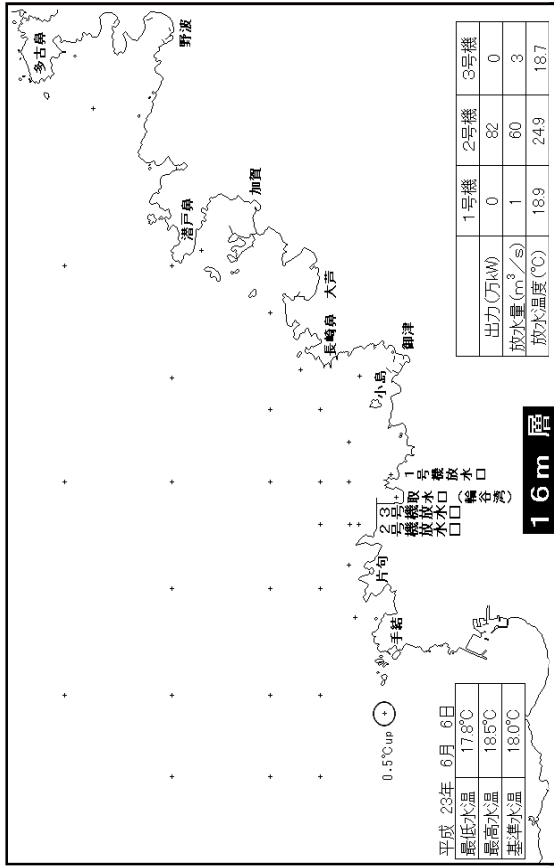 多古鼻
野波
潜戸鼻
加賀
大芦
長崎鼻
御津
小島
1号機放水口
取水口(輪谷湾)
3号機放水口
2号機放水口
片句
手結
0.5℃up
16m 層
平成 23年 6月 6日
最低水温 17.8℃
最高水温 18.5℃
基準水温 18.0℃
1号機 2号機 3号機
出力(万kW) 0 82 0
放水量(m³/s) 1 60 3
放水温度(℃) 18.9 24.9 18.7